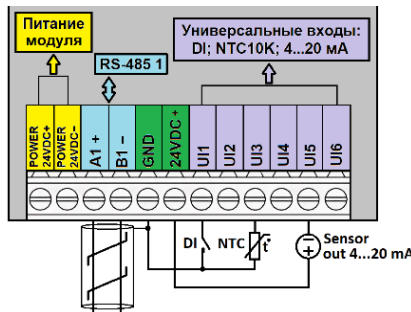 Питание
модуля
RS-485 1
Универсальные входы:
DI; NTC10K; 4...20 мА
POWER
24VDC+
POWER
24VDC-
A1 +
B1 -
GND
24VDC +
UI1
UI2
UI3
UI4
UI5
UI6
DI
NTC
t°
Sensor
out 4...20 mA